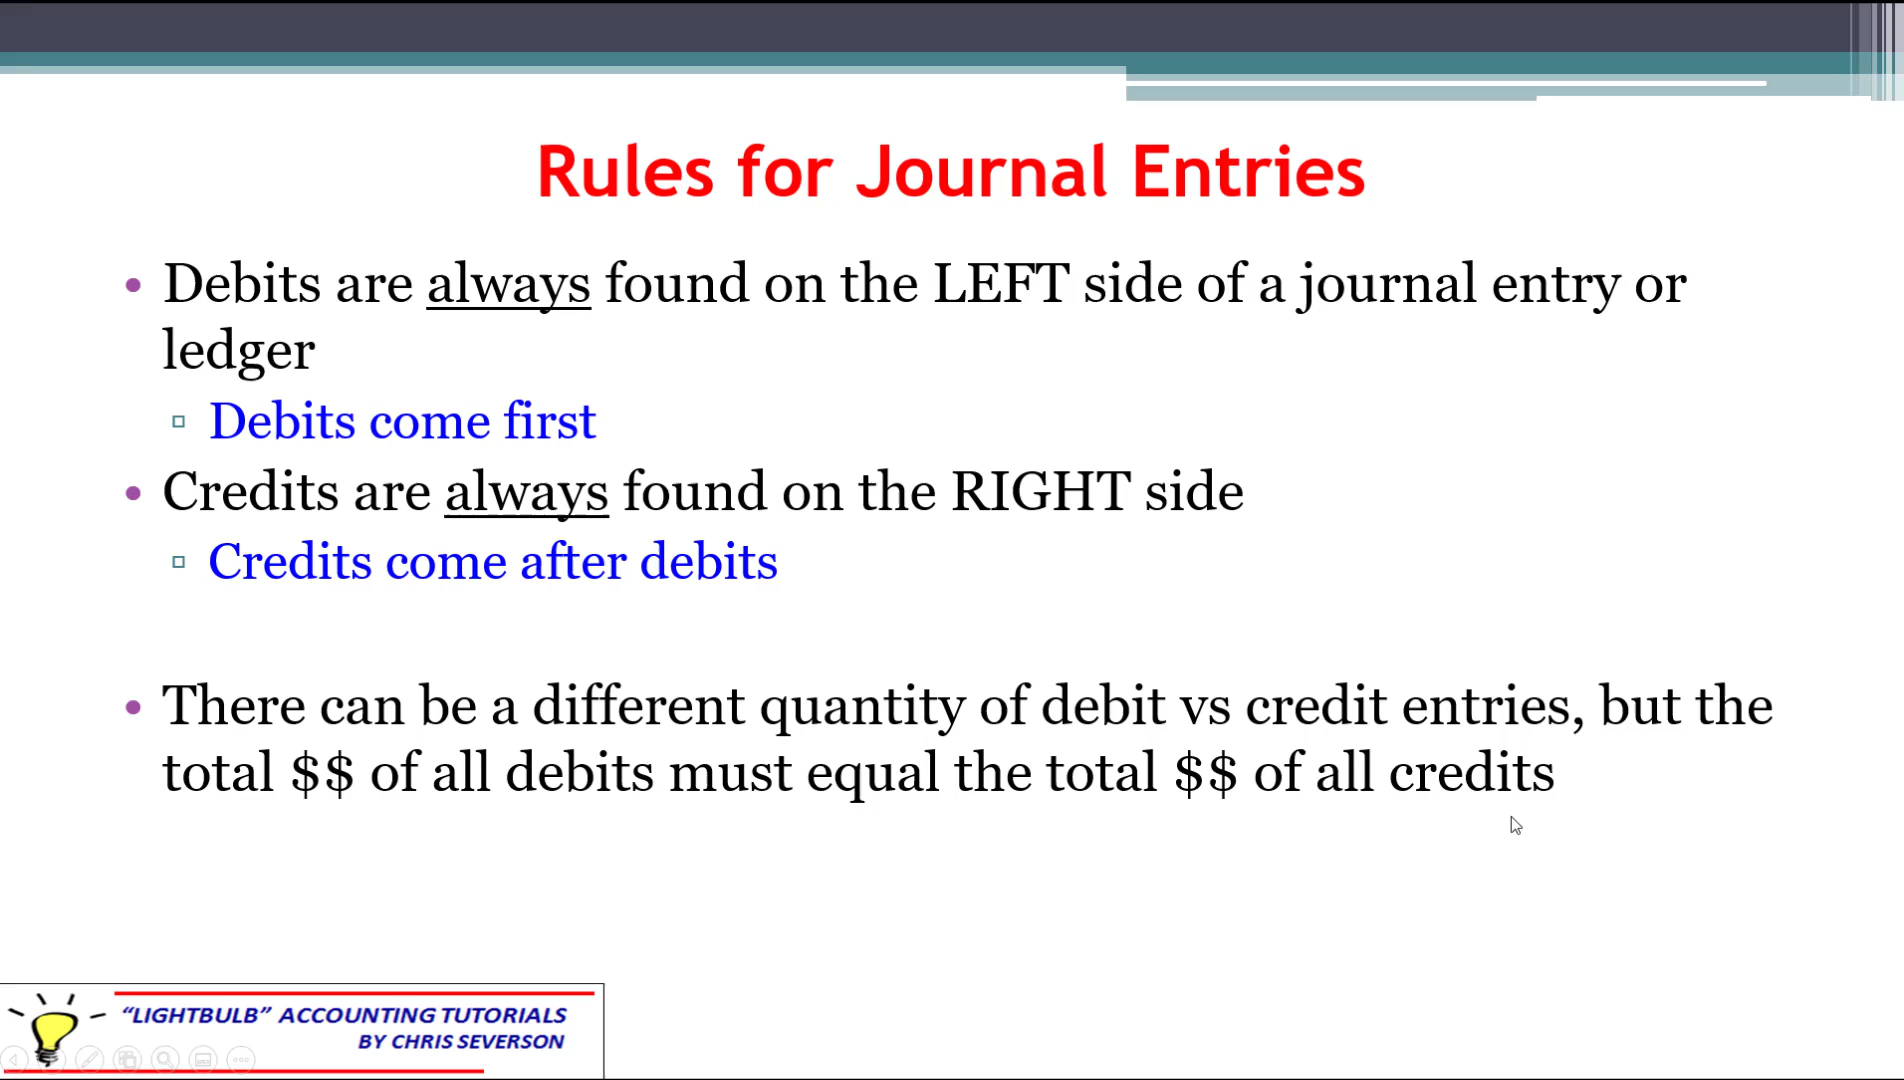 Rules for Journal Entries
• Debits are always found on the LEFT side of a journal entry or
ledger
▫ Debits come first
• Credits are always found on the RIGHT side
▫ Credits come after debits
• There can be a different quantity of debit vs credit entries, but the
total $$ of all debits must equal the total $$ of all credits
“LIGHTBULB” ACCOUNTING TUTORIALS
BY CHRIS SEVERSON